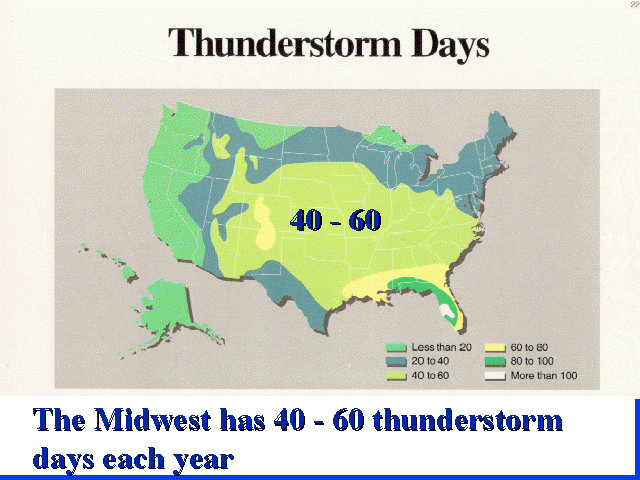 22
Thunderstorm Days
40 - 60
Less than 20
20 to 40
40 to 60
60 to 80
80 to 100
More than 100
The Midwest has 40 - 60 thunderstorm
days each year